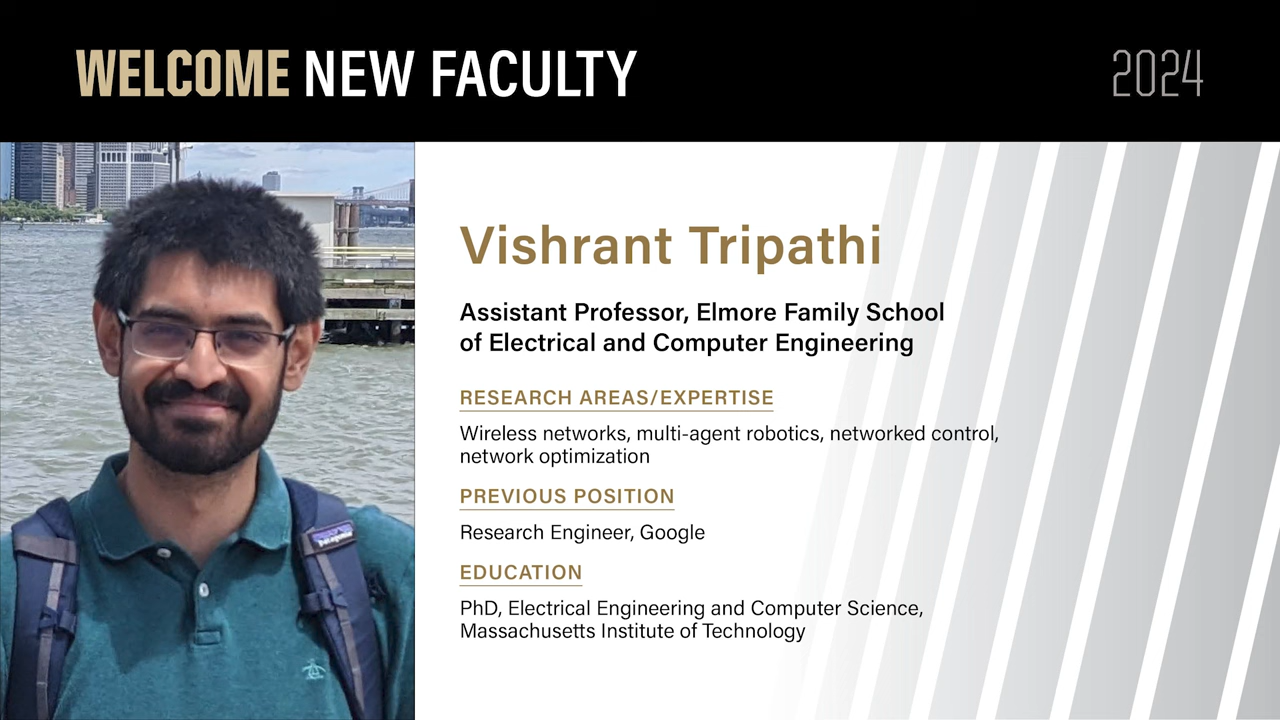 WELCOME NEW FACULTY
2024
Vishrant Tripathi
Assistant Professor, Elmore Family School
of Electrical and Computer Engineering
RESEARCH AREAS/EXPERTISE
Wireless networks, multi-agent robotics, networked control,
network optimization
PREVIOUS POSITION
Research Engineer, Google
EDUCATION
PhD, Electrical Engineering and Computer Science,
Massachusetts Institute of Technology
patagonia